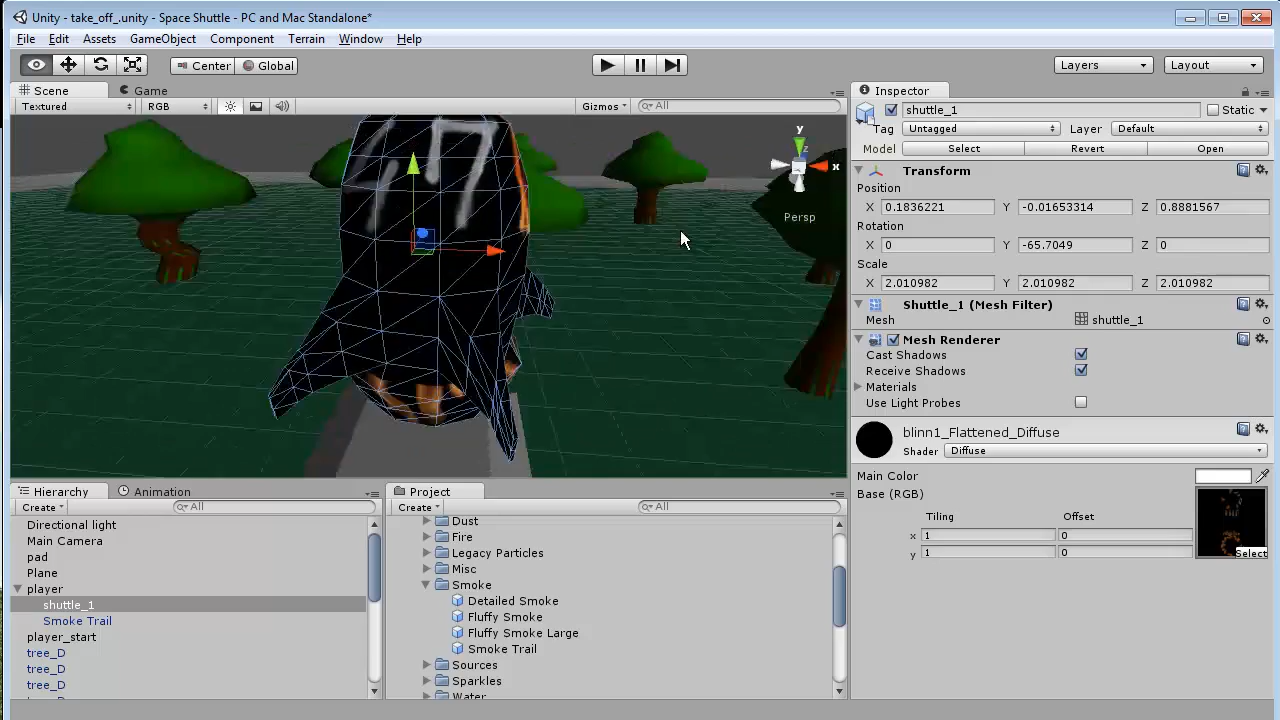 Unity - take_off_.unity - Space Shuttle - PC and Mac Standalone*
File Edit Assets GameObject Component Terrain Window Help
Center Global Layers Layout
Scene Game
Textured RGB Gizmos All
y
x
z
Persp
Inspector
shuttle_1 Static
Tag Untagged Layer Default
Model Select Revert Open
Transform
Position
X 0.1836221 Y -0.01653314 Z 0.8881567
Rotation
X 0 Y -65.7049 Z 0
Scale
X 2.010982 Y 2.010982 Z 2.010982
Shuttle_1 (Mesh Filter)
Mesh shuttle_1
Mesh Renderer
Cast Shadows
Receive Shadows
Materials
Use Light Probes
blinn1_Flattened_Diffuse
Shader Diffuse
Main Color
Base (RGB)
Tiling Offset
x 1 0
y 1 0
Select
Hierarchy Animation
Create All
Directional light
Main Camera
pad
Plane
player
shuttle_1
Smoke Trail
player_start
tree_D
tree_D
tree_D
Project
Create All
Dust
Fire
Legacy Particles
Misc
Smoke
Detailed Smoke
Fluffy Smoke
Fluffy Smoke Large
Smoke Trail
Sources
Sparkles
Water